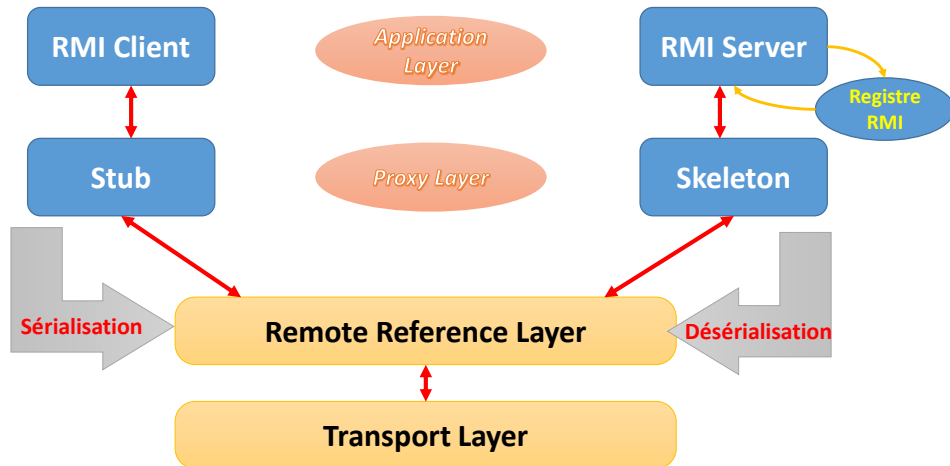 RMI Client
Application
Layer
RMI Server
Registre
RMI
Stub
Proxy Layer
Skeleton
Sérialisation
Remote Reference Layer
Désérialisation
Transport Layer